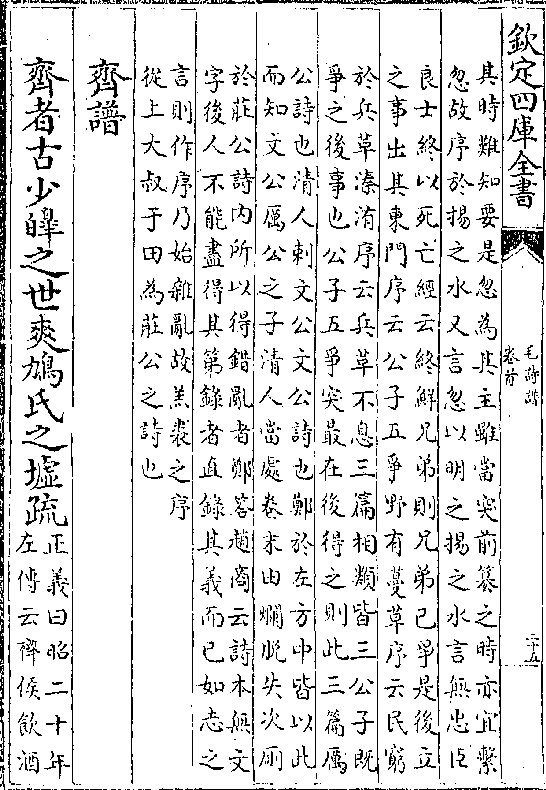 欽定四庫全書
毛詩譜
卷首
二十五
其時難知要是忽為其主雖當突前篡之時亦宜繫
忽故序於揚之水又言忽以明之揚之水言無忠臣
良士終以死亡經云終鮮兄弟則兄弟已爭是後立
之事出其東門序云公子五爭野有蔓草序云民窮
於兵革溱洧序云兵革不息三篇相類皆三公子既
爭之後事也公子五爭突最在後得之則此三篇厲
公詩也清人刺文公文公詩也鄭於左方中皆以此
而知文公厲公之子清人當處卷末由爛脫失次厠
於莊公詩内所以得錯亂者鄭荅趙商云詩本無文
字後人不能盡得其第錄者直錄其義而已如志之
言則作序乃始雜亂故羔裘之序
從上大叔于田為莊公之詩也
齊譜
齊者古少皞之世爽鳩氏之墟疏
正義曰昭二十年
左傳云齊侯飲酒